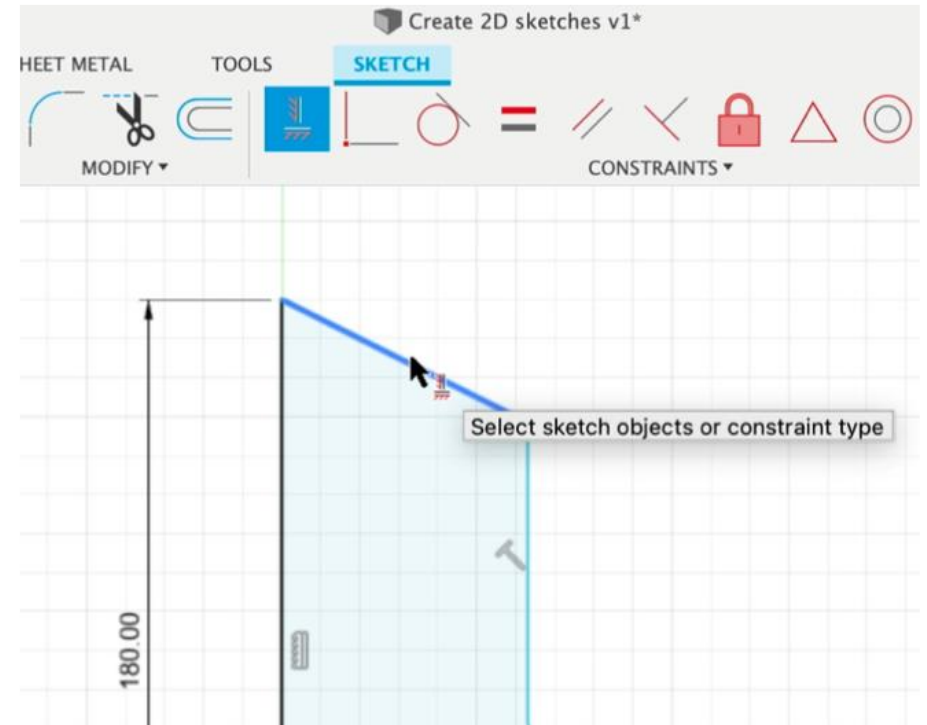 Create 2D sketches v1*
HEET METAL TOOLS SKETCH
MODIFY CONSTRAINTS
Select sketch objects or constraint type
180.00